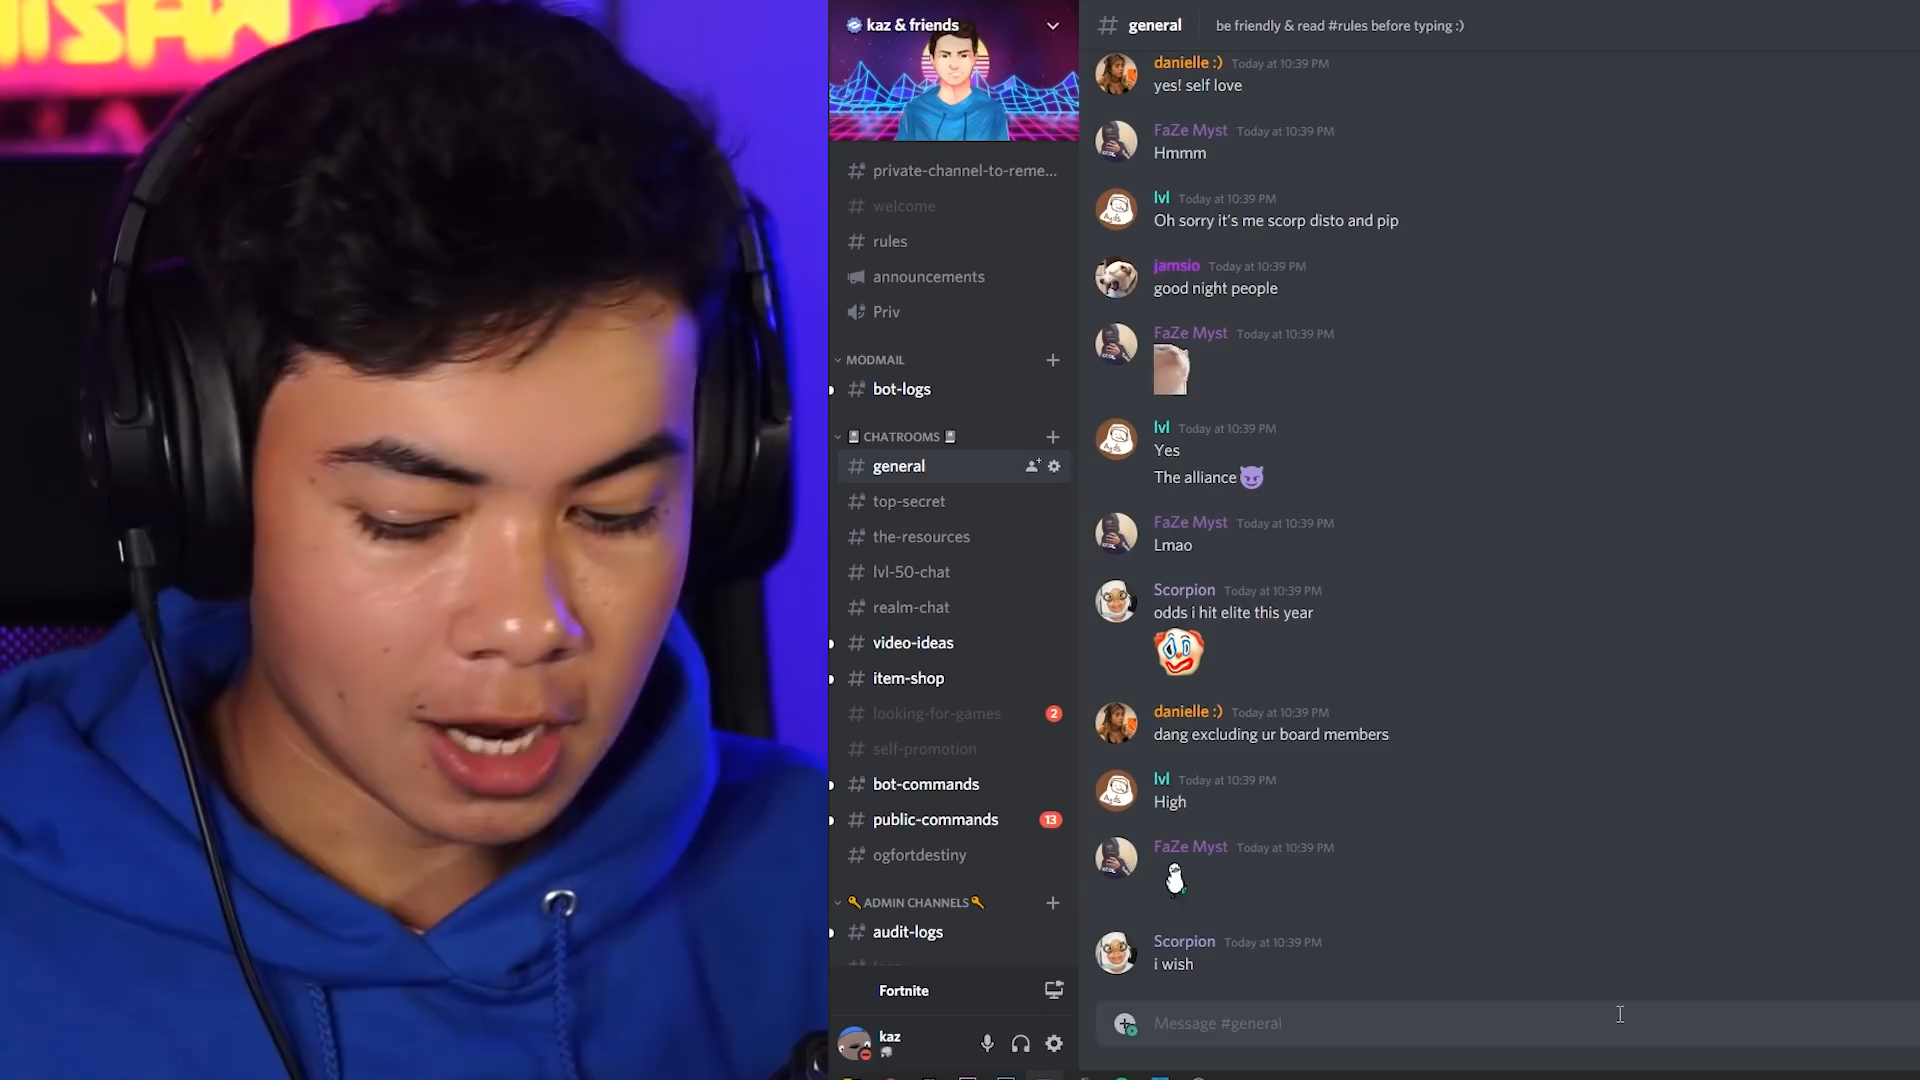 kaz & friends
private-channel-to-reme...
welcome
rules
announcements
Priv
MODMAIL
bot-logs
CHATROOMS
general
top-secret
the-resources
lvl-50-chat
realm-chat
video-ideas
item-shop
looking-for-games 2
self-promotion
bot-commands
public-commands 13
ogfortdestiny
ADMIN CHANNELS
audit-logs
Fortnite
kaz
# general be friendly & read #rules before typing :)
danielle :) Today at 10:39 PM
yes! self love
FaZe Myst Today at 10:39 PM
Hmmm
lvl Today at 10:39 PM
Oh sorry it's me scorp disto and pip
jamsio Today at 10:39 PM
good night people
FaZe Myst Today at 10:39 PM
lvl Today at 10:39 PM
Yes
The alliance
FaZe Myst Today at 10:39 PM
Lmao
Scorpion Today at 10:39 PM
odds i hit elite this year
danielle :) Today at 10:39 PM
dang excluding ur board members
lvl Today at 10:39 PM
High
FaZe Myst Today at 10:39 PM
Scorpion Today at 10:39 PM
i wish
Message #general